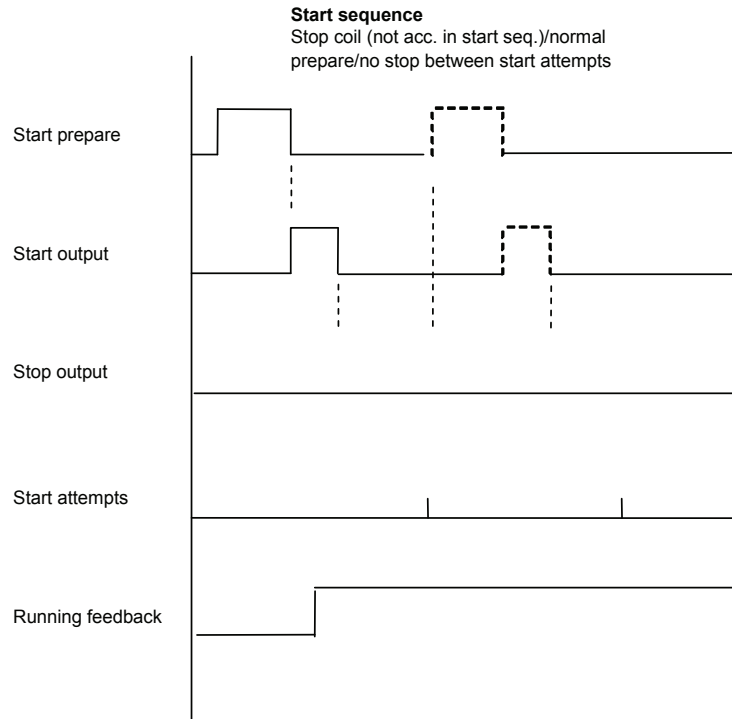 Start sequence
Stop coil (not acc. in start seq.)/normal
prepare/no stop between start attempts
Start prepare
Start output
Stop output
Start attempts
Running feedback